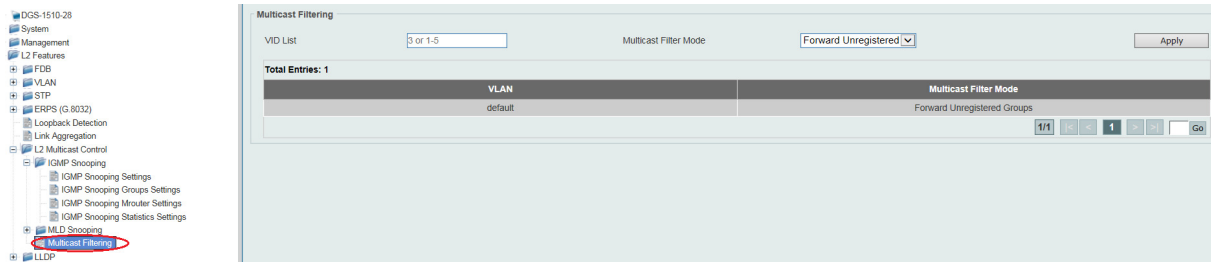 DGS-1510-28
System
Management
L2 Features
FDB
VLAN
STP
ERPS (G.8032)
Loopback Detection
Link Aggregation
L2 Multicast Control
IGMP Snooping
IGMP Snooping Settings
IGMP Snooping Groups Settings
IGMP Snooping Mrouter Settings
IGMP Snooping Statistics Settings
MLD Snooping
Multicast Filtering
LLDP
Multicast Filtering
VID List 3 or 1-5 Multicast Filter Mode Forward Unregistered Apply
Total Entries: 1
VLAN Multicast Filter Mode
default Forward Unregistered Groups
1/1 |< < 1 > >| Go